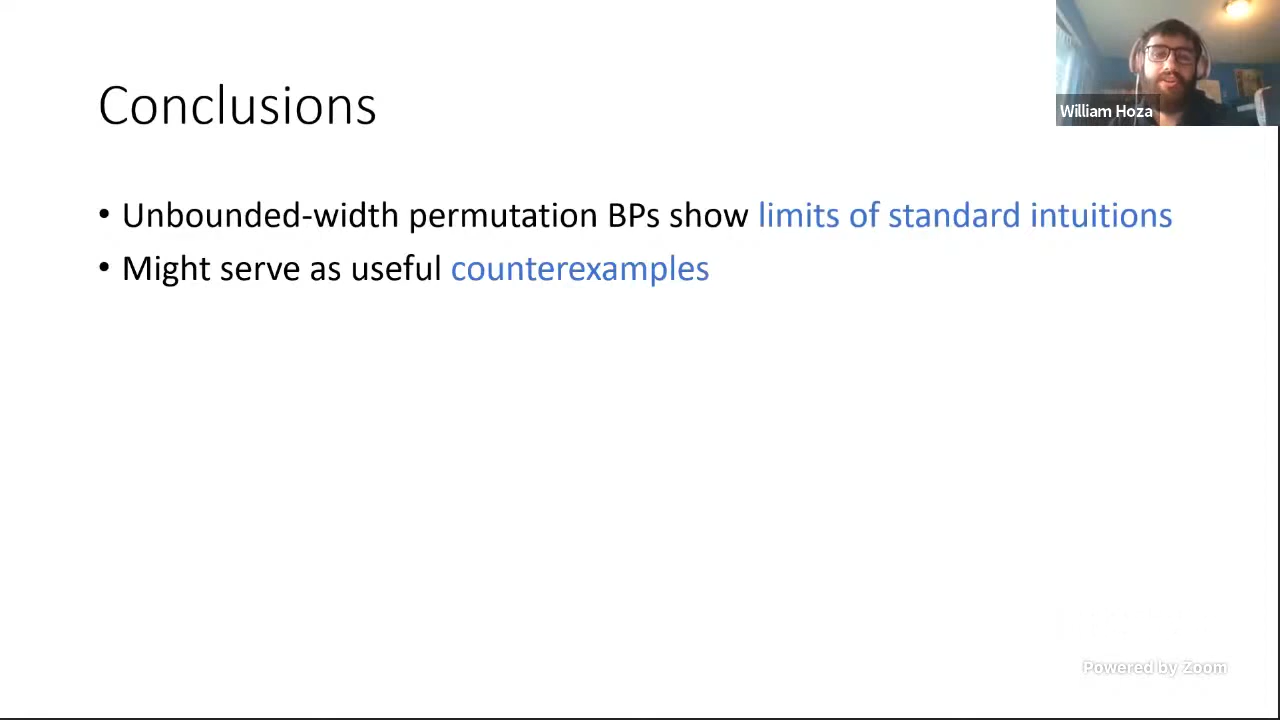 William Hoza
Conclusions
• Unbounded-width permutation BPs show limits of standard intuitions
• Might serve as useful counterexamples
Powered by Zoom